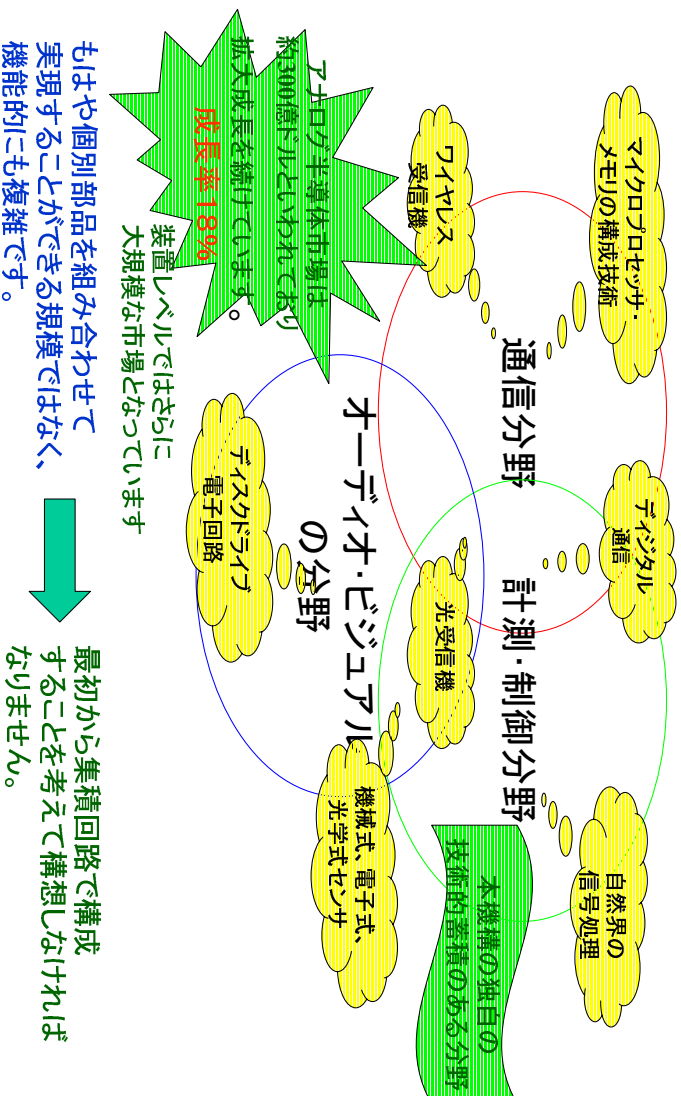 マイクロプロセッサ・
メモリの構成技術
ディジタル
通信
自然界の
信号処理
通信分野
計測・制御分野
ワイヤレス
受信機
光受信機
本機構の独自の
技術的蓄積のある分野
オーディオ・ビジュアル
の分野
機械式、電子式、
光学式センサ
ディスクドライブ
電子回路
アナログ半導体市場は
約300億ドルといわれており
拡大成長を続けています。
成長率18%
装置レベルではさらに
大規模な市場となっています
もはや個別部品を組み合わせて
実現することができる規模ではなく、
機能的にも複雑です。
最初から集積回路で構成
することを考えて構想しなければ
なりません。